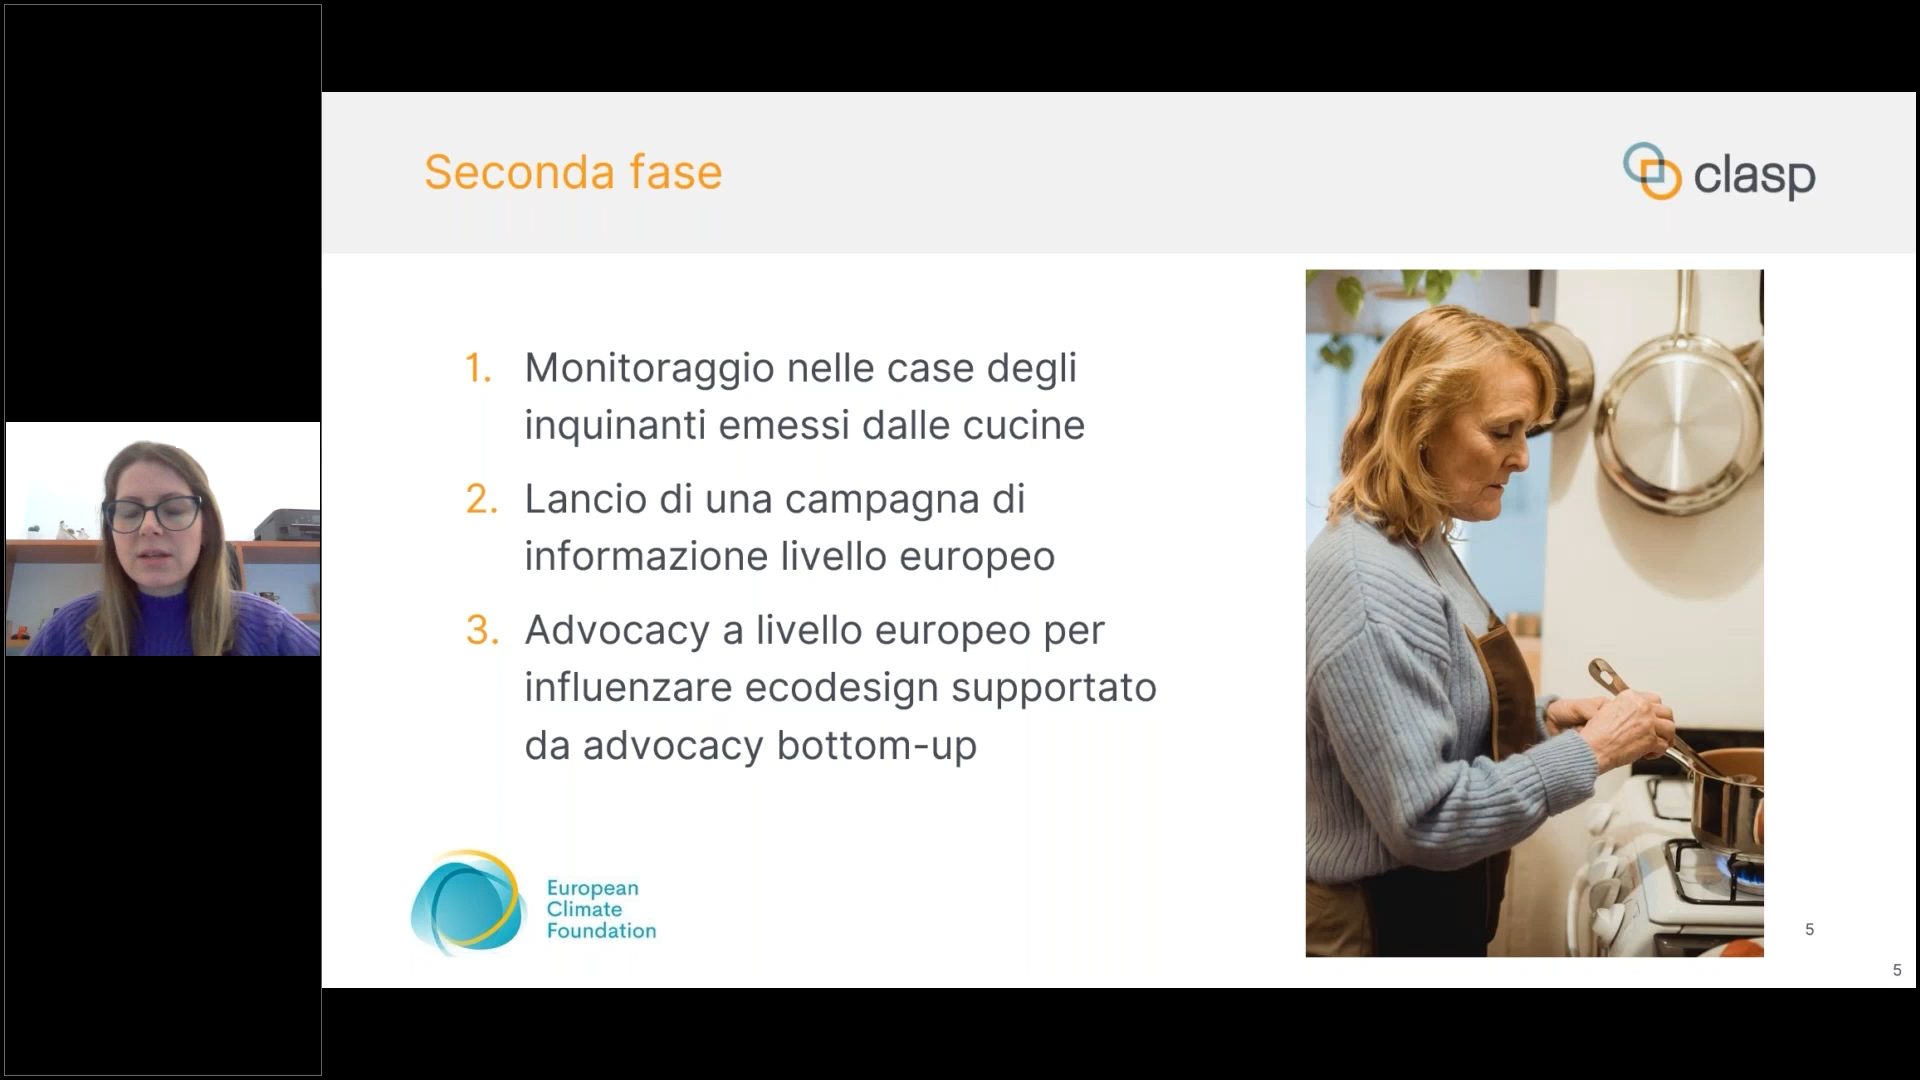 Seconda fase
clasp
1. Monitoraggio nelle case degli
inquinanti emessi dalle cucine
2. Lancio di una campagna di
informazione livello europeo
3. Advocacy a livello europeo per
influenzare ecodesign supportato
da advocacy bottom-up
European
Climate
Foundation
5
5